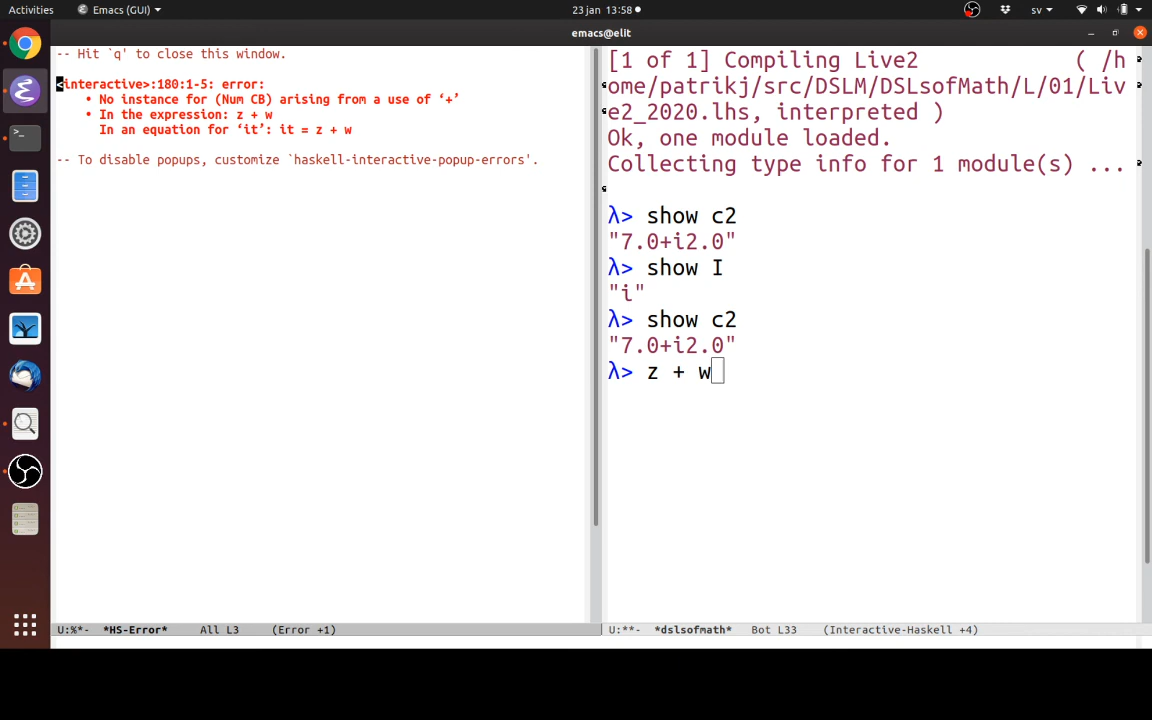 Activities
Emacs (GUI)
23 jan 13:58
sv
emacs@elit
-- Hit `q' to close this window.
<interactive>:180:1-5: error:
• No instance for (Num CB) arising from a use of ‘+’
• In the expression: z + w
In an equation for ‘it’: it = z + w
-- To disable popups, customize `haskell-interactive-popup-errors'.
U:%*- *HS-Error* All L3 (Error +1)
[1 of 1] Compiling Live2 ( /h
ome/patrikj/src/DSLM/DSLsofMath/L/01/Liv
e2_2020.lhs, interpreted )
Ok, one module loaded.
Collecting type info for 1 module(s) ...
λ> show c2
"7.0+i2.0"
λ> show I
"i"
λ> show c2
"7.0+i2.0"
λ> z + w
U:**- *dslsofmath* Bot L33 (Interactive-Haskell +4)